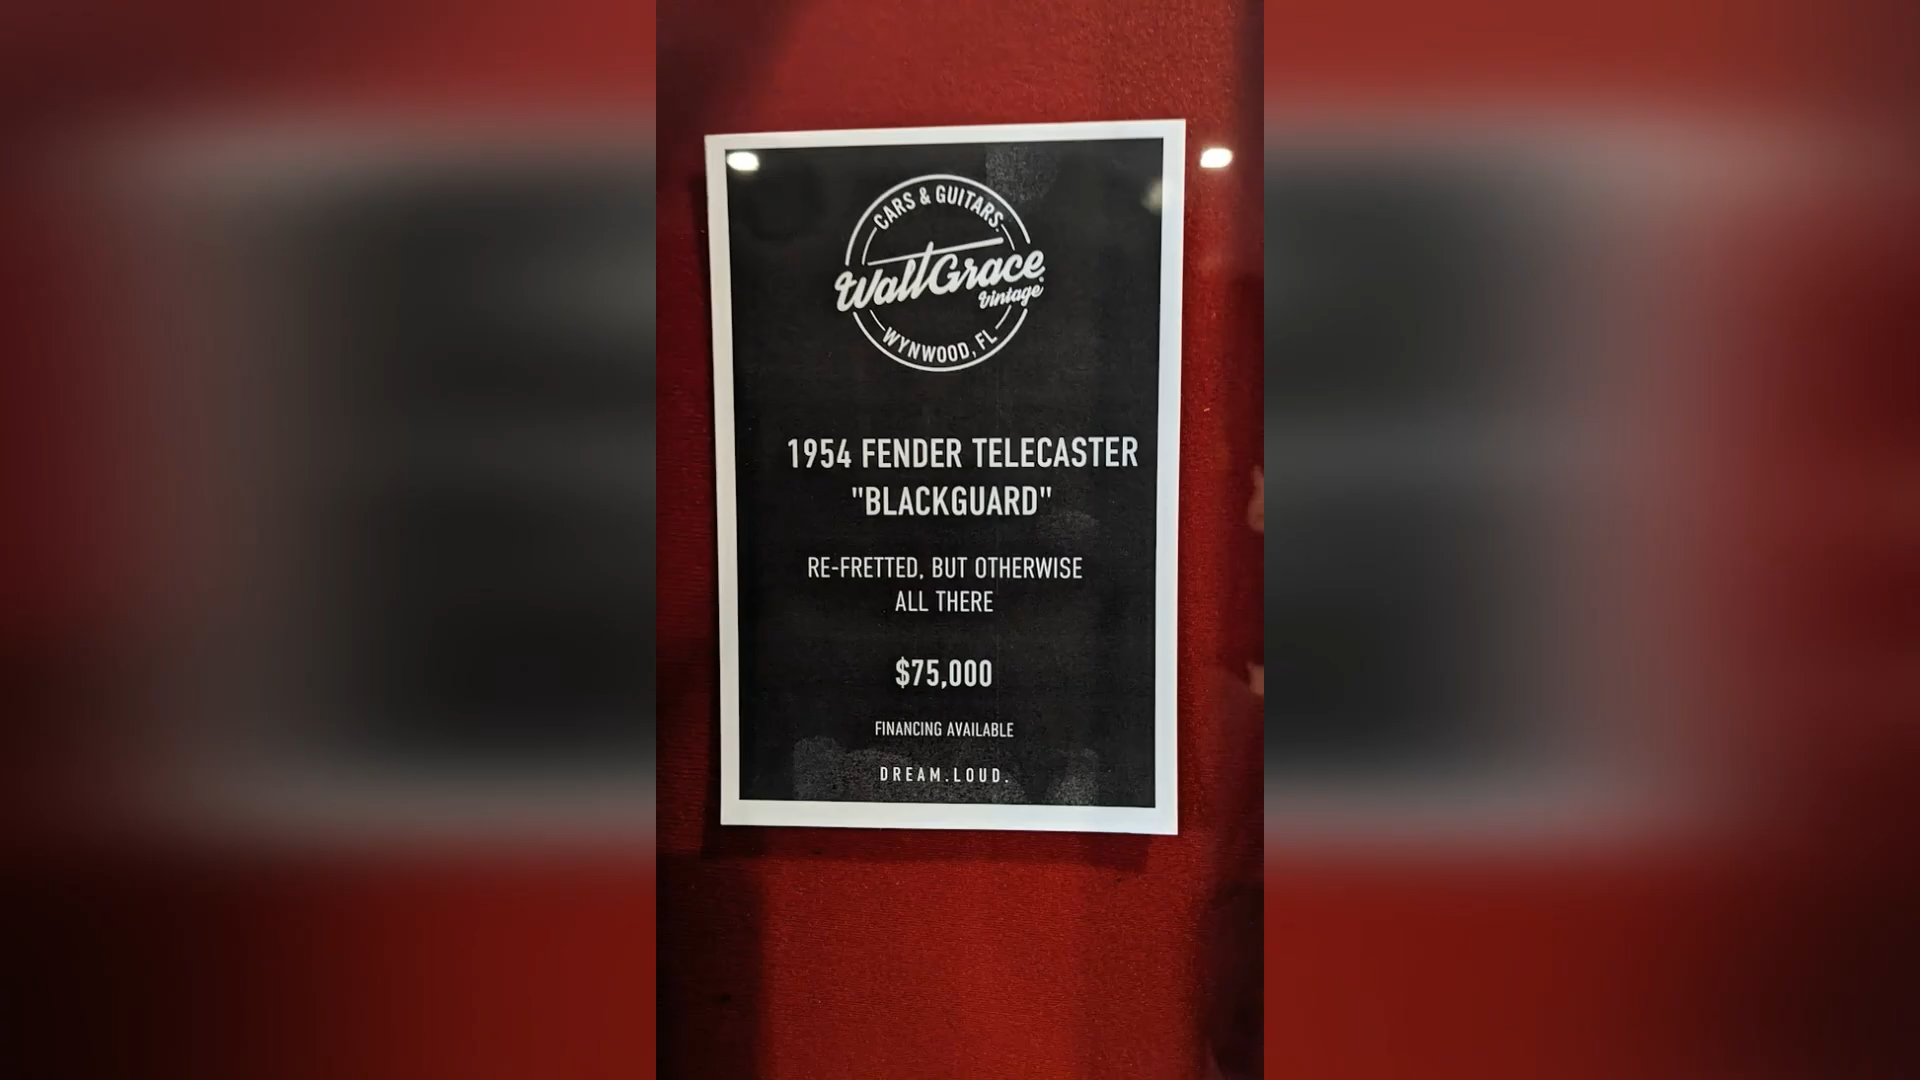 CARS & GUITARS.
WaltGrace
Vintage
WYNWOOD, FL
1954 FENDER TELECASTER
"BLACKGUARD"
RE-FRETTED, BUT OTHERWISE
ALL THERE
$75,000
FINANCING AVAILABLE
DREAM.LOUD.